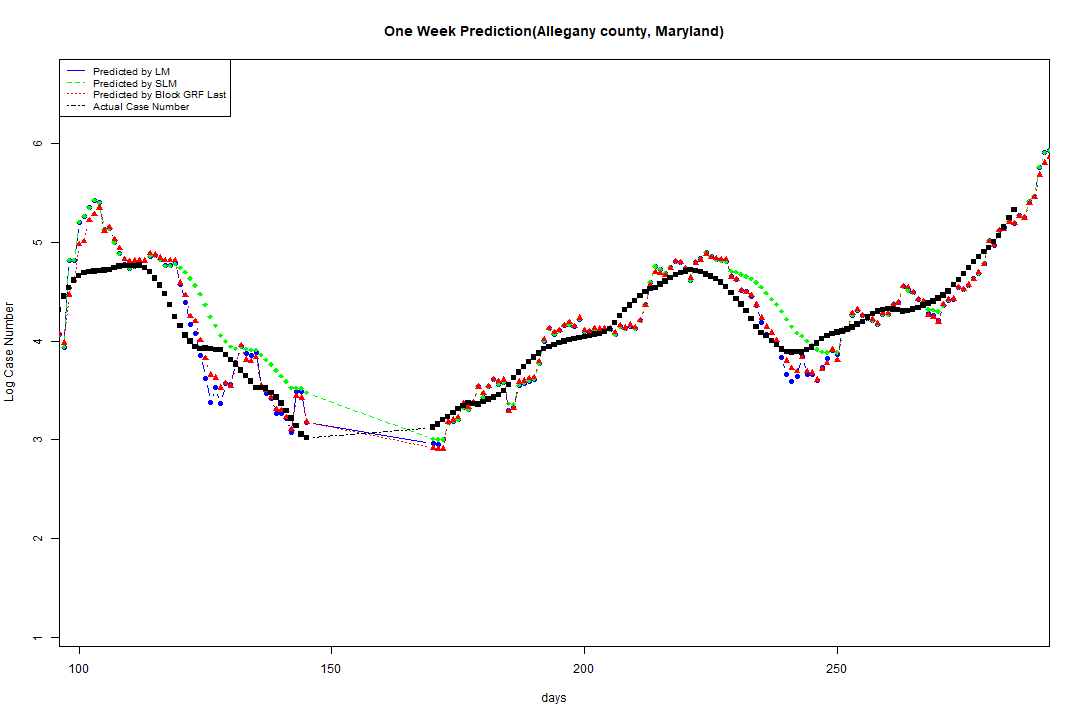 One Week Prediction(Allegany county, Maryland)
Predicted by LM
Predicted by SLM
Predicted by Block GRF Last
Actual Case Number
6
5
4
3
2
1
Log Case Number
100 150 200 250
days